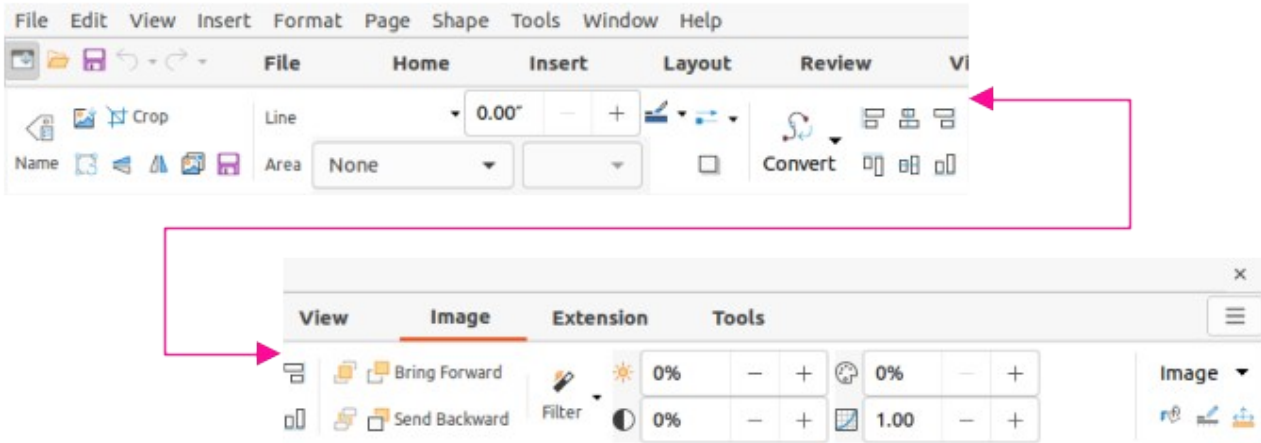 File Edit View Insert Format Page Shape Tools Window Help
File Home Insert Layout Review Vi
Crop Line 0.00″ − +
Name Area None Convert
×
View Image Extension Tools
Bring Forward 0% − + 0% − + Image
Send Backward Filter 0% − + 1.00 − +